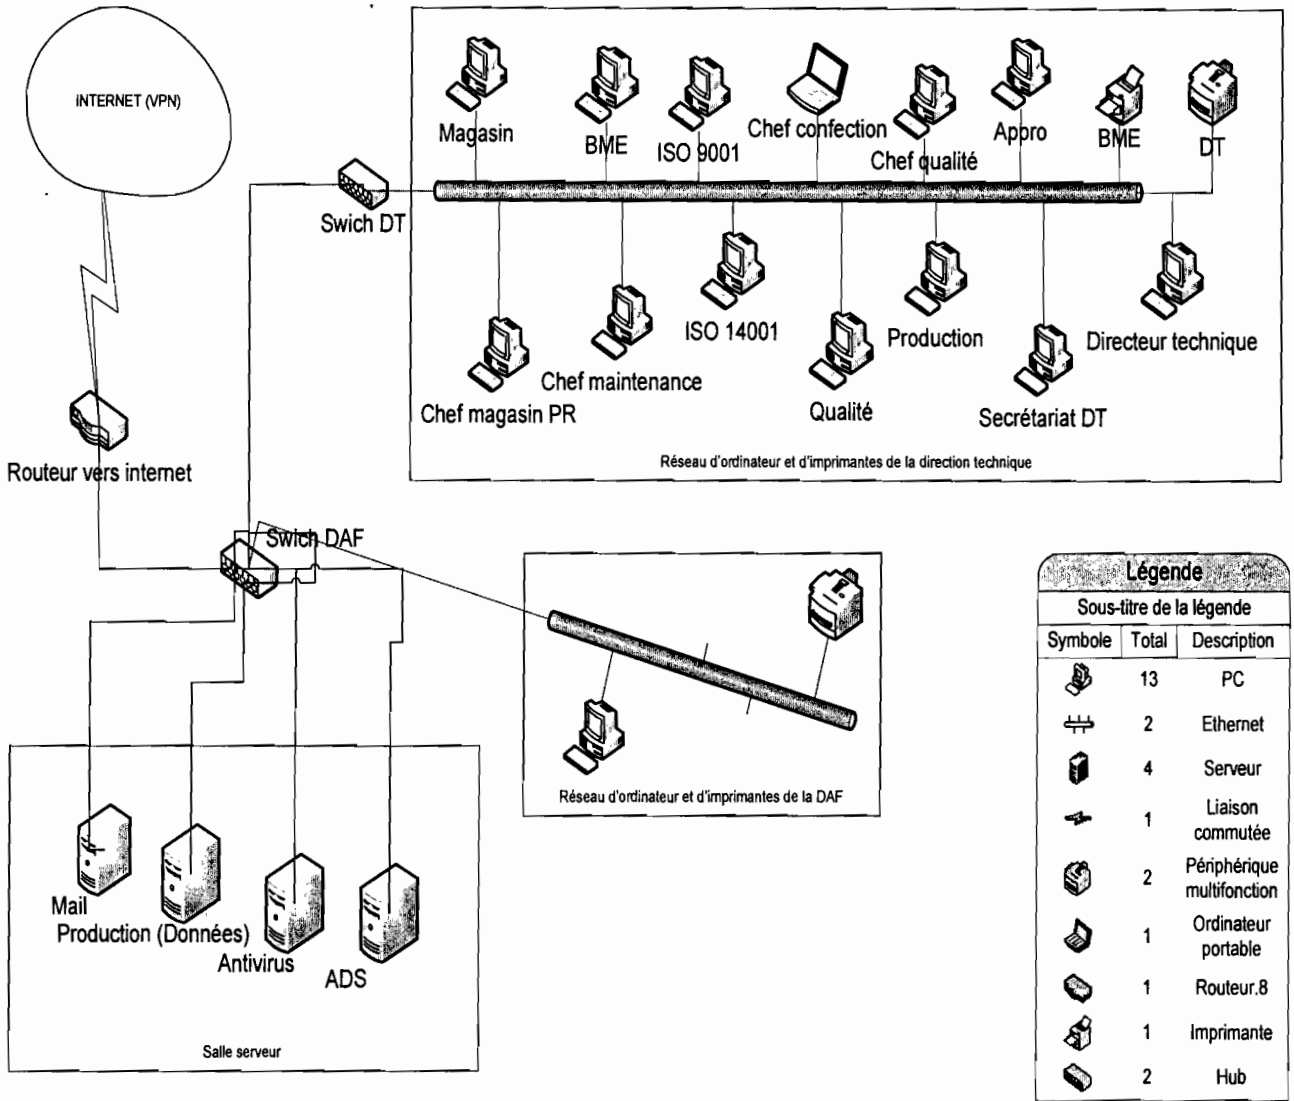 INTERNET (VPN)
Magasin
BME
ISO 9001
Chef confection
Chef qualité
Appro
BME
DT
Swich DT
Chef magasin PR
Chef maintenance
ISO 14001
Qualité
Production
Secrétariat DT
Directeur technique
Réseau d'ordinateur et d'imprimantes de la direction technique
Routeur vers internet
Swich DAF
Réseau d'ordinateur et d'imprimantes de la DAF
Mail
Production (Données)
Antivirus
ADS
Salle serveur
Légende
Sous-titre de la légende
Symbole Total Description
13 PC
2 Ethernet
4 Serveur
1 Liaison
commutée
2 Périphérique
multifonction
1 Ordinateur
portable
1 Routeur.8
1 Imprimante
2 Hub